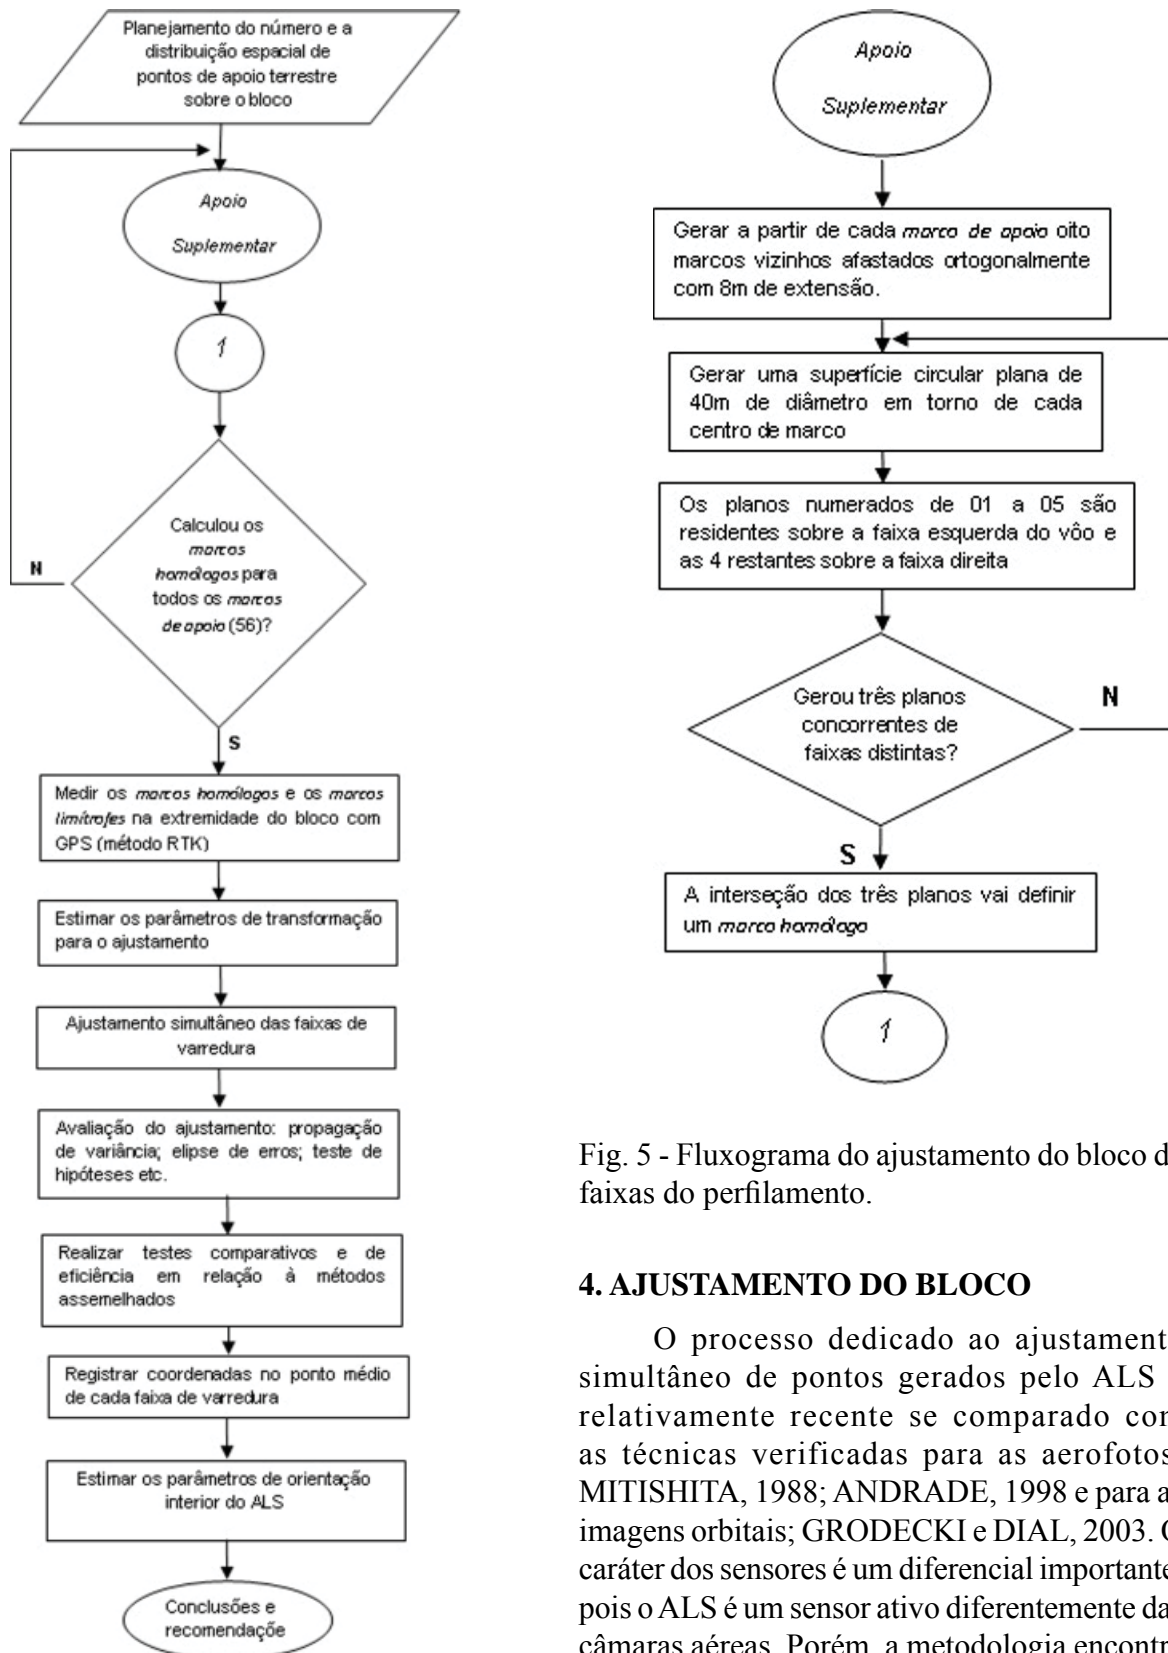 Planejamento do número e a
distribuição espacial de
pontos de apoio terrestre
sobre o bloco
Apoio
Suplementar
1
Calculou os
marcos
homólogos para
todos os marcos
de apoio (56)?
N
S
Medir os marcos homólogos e os marcos
limítrofes na extremidade do bloco com
GPS (método RTK)
Estimar os parâmetros de transformação
para o ajustamento
Ajustamento simultâneo das faixas de
varredura
Avaliação do ajustamento: propagação
de variância; elipse de erros; teste de
hipóteses etc.
Realizar testes comparativos e de
eficiência em relação à métodos
assemelhados
Registrar coordenadas no ponto médio
de cada faixa de varredura
Estimar os parâmetros de orientação
interior do ALS
Conclusões e
recomendaçõe
Apoio
Suplementar
Gerar a partir de cada marco de apoio oito
marcos vizinhos afastados ortogonalmente
com 8m de extensão.
Gerar uma superfície circular plana de
40m de diâmetro em torno de cada
centro de marco
Os planos numerados de 01 a 05 são
residentes sobre a faixa esquerda do vôo e
as 4 restantes sobre a faixa direita
Gerou três planos
concorrentes de
faixas distintas?
N
S
A interseção dos três planos vai definir
um marco homólogo
1
Fig. 5 - Fluxograma do ajustamento do bloco d
faixas do perfilamento.
4. AJUSTAMENTO DO BLOCO
O processo dedicado ao ajustament
simultâneo de pontos gerados pelo ALS
relativamente recente se comparado con
as técnicas verificadas para as aerofotos
MITISHITA, 1988; ANDRADE, 1998 e para a
imagens orbitais; GRODECKI e DIAL, 2003. O
caráter dos sensores é um diferencial importante
pois o ALS é um sensor ativo diferentemente da
câmaras aéreas. Porém, a metodologia encontr